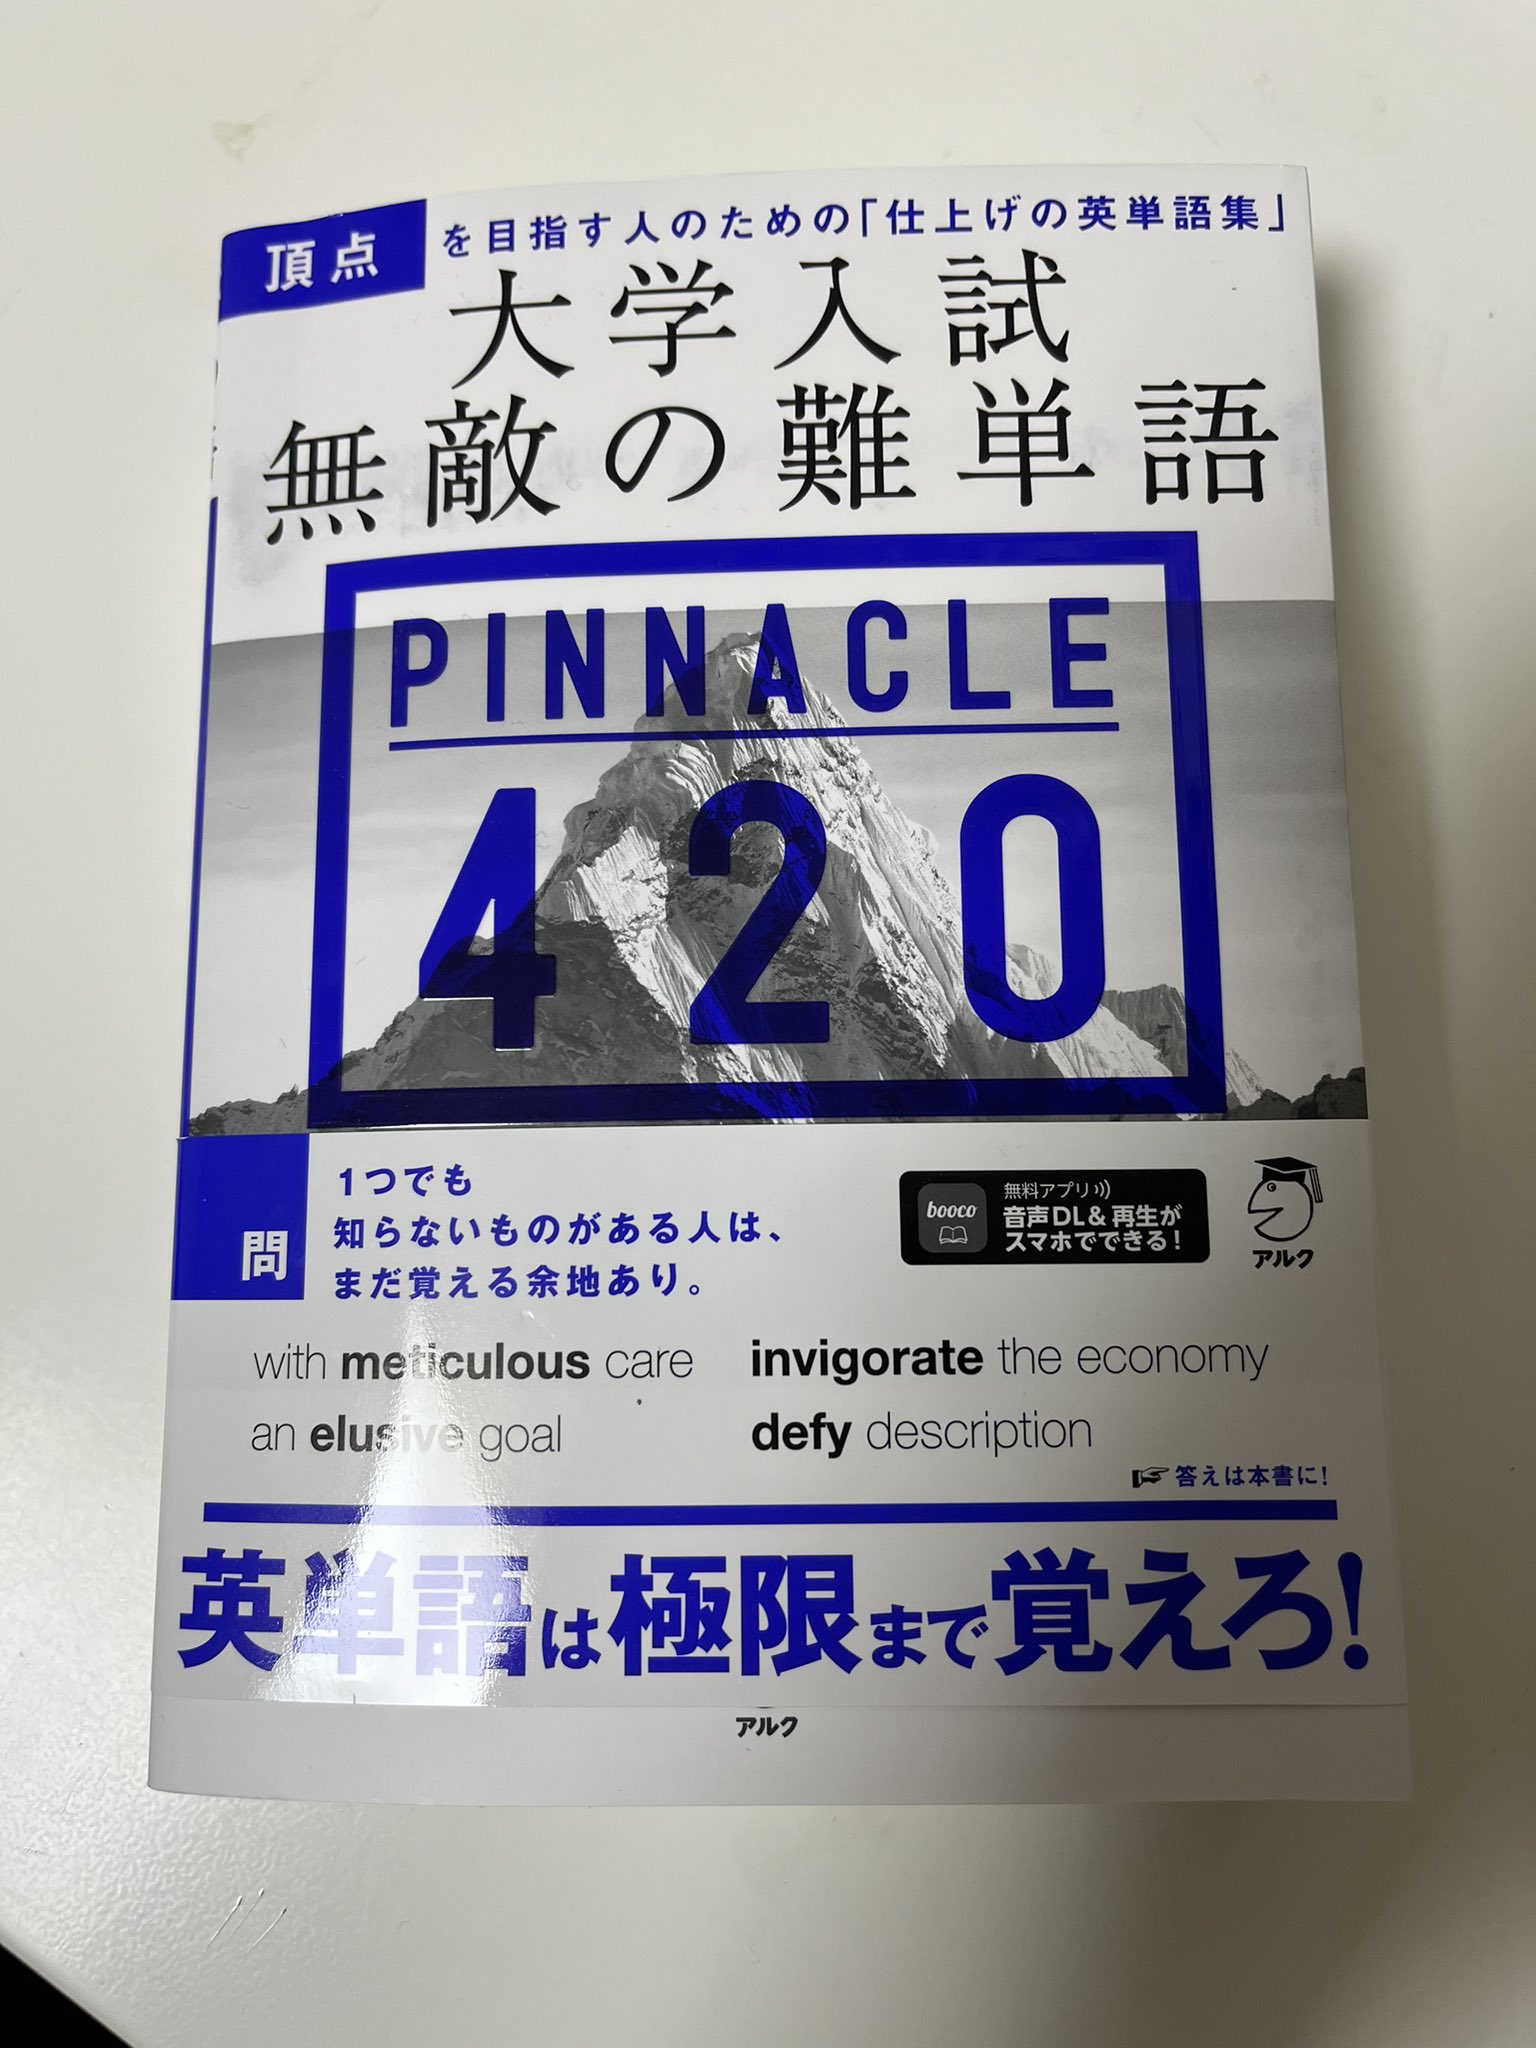 頂点を目指す人のための「仕上げの英単語集」
大学入試
無敵の難単語
PINNACLE
420
問
1つでも
知らないものがある人は、
まだ覚える余地あり。
booco
無料アプリ
音声DL&再生が
スマホでできる!
アルク
with meticulous care
invigorate the economy
an elusive goal
defy description
答えは本書に!
英単語は極限まで覚えろ!
アルク